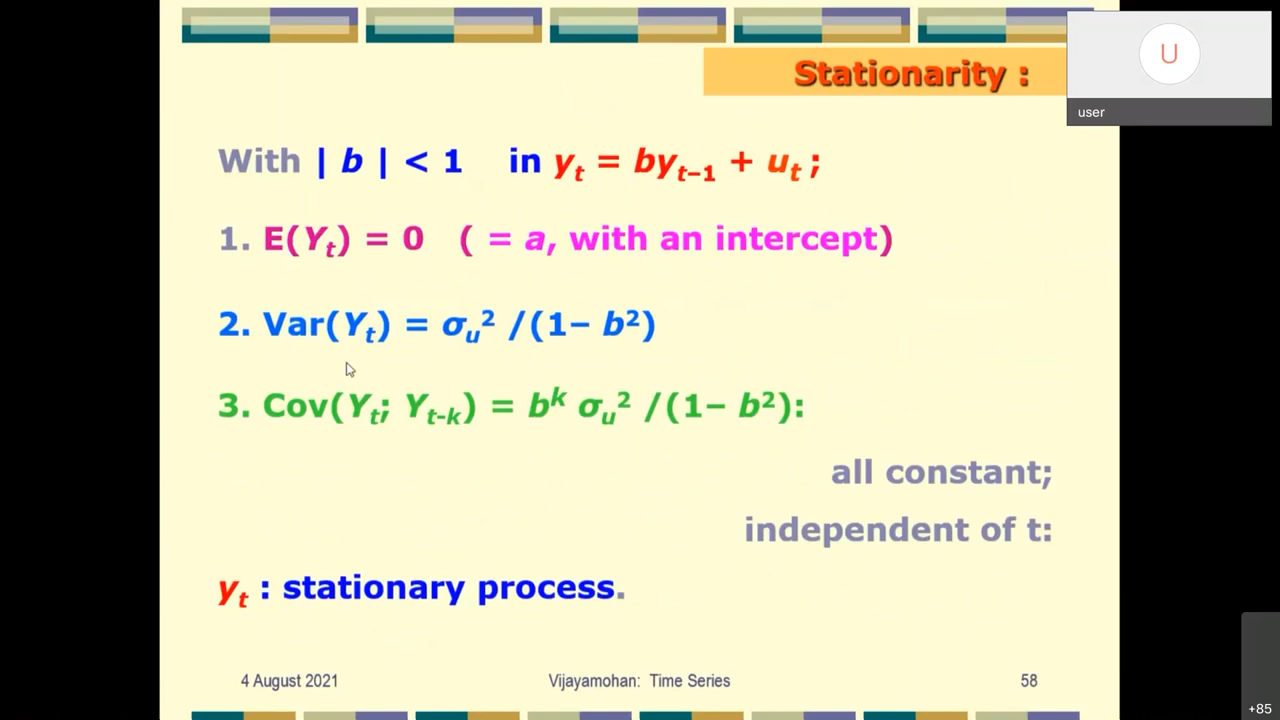 Stationarity :
U
user
With | b | < 1 in yₜ = byₜ₋₁ + uₜ ;
1. E(Yₜ) = 0 ( = a, with an intercept)
2. Var(Yₜ) = σᵤ² /(1– b²)
3. Cov(Yₜ; Yₜ₋ₖ) = bᵏ σᵤ² /(1– b²):
all constant;
independent of t:
yₜ : stationary process.
4 August 2021 Vijayamohan: Time Series 58
+85